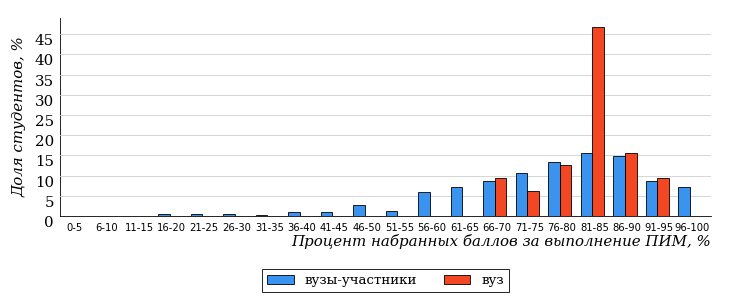 Доля студентов, %
45
40
35
30
25
20
15
10
5
0
0-5 6-10 11-15 16-20 21-25 26-30 31-35 36-40 41-45 46-50 51-55 56-60 61-65 66-70 71-75 76-80 81-85 86-90 91-95 96-100
Процент набранных баллов за выполнение ПИМ, %
вузы-участники вуз